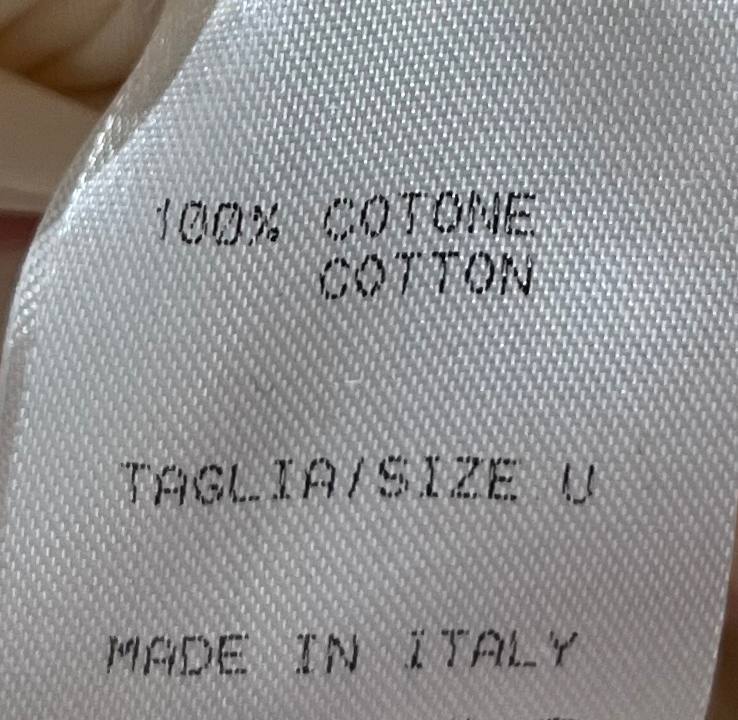 100% COTONE
COTTON
TAGLIA/SIZE U
MADE IN ITALY